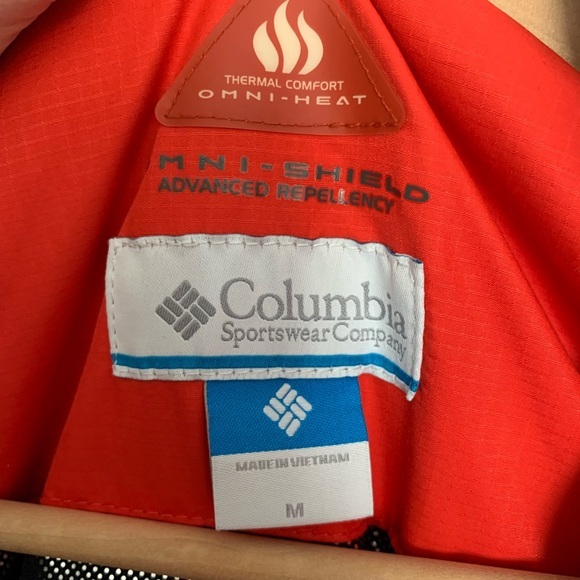 THERMAL COMFORT
OMNI-HEAT
MNI-SHIELD
ADVANCED REPELLENCY
Columbia
Sportswear Company
MADE IN VIETNAM
M